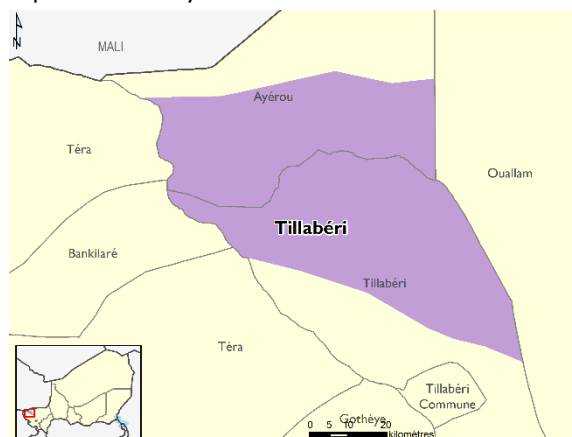 N
MALI
Ayérou
Téra
Ouallam
Tillabéri
Bankilaré
Tillabéri
Téra
Tillabéri
Commune
Gothèye
0 5 10 20
kilomètres